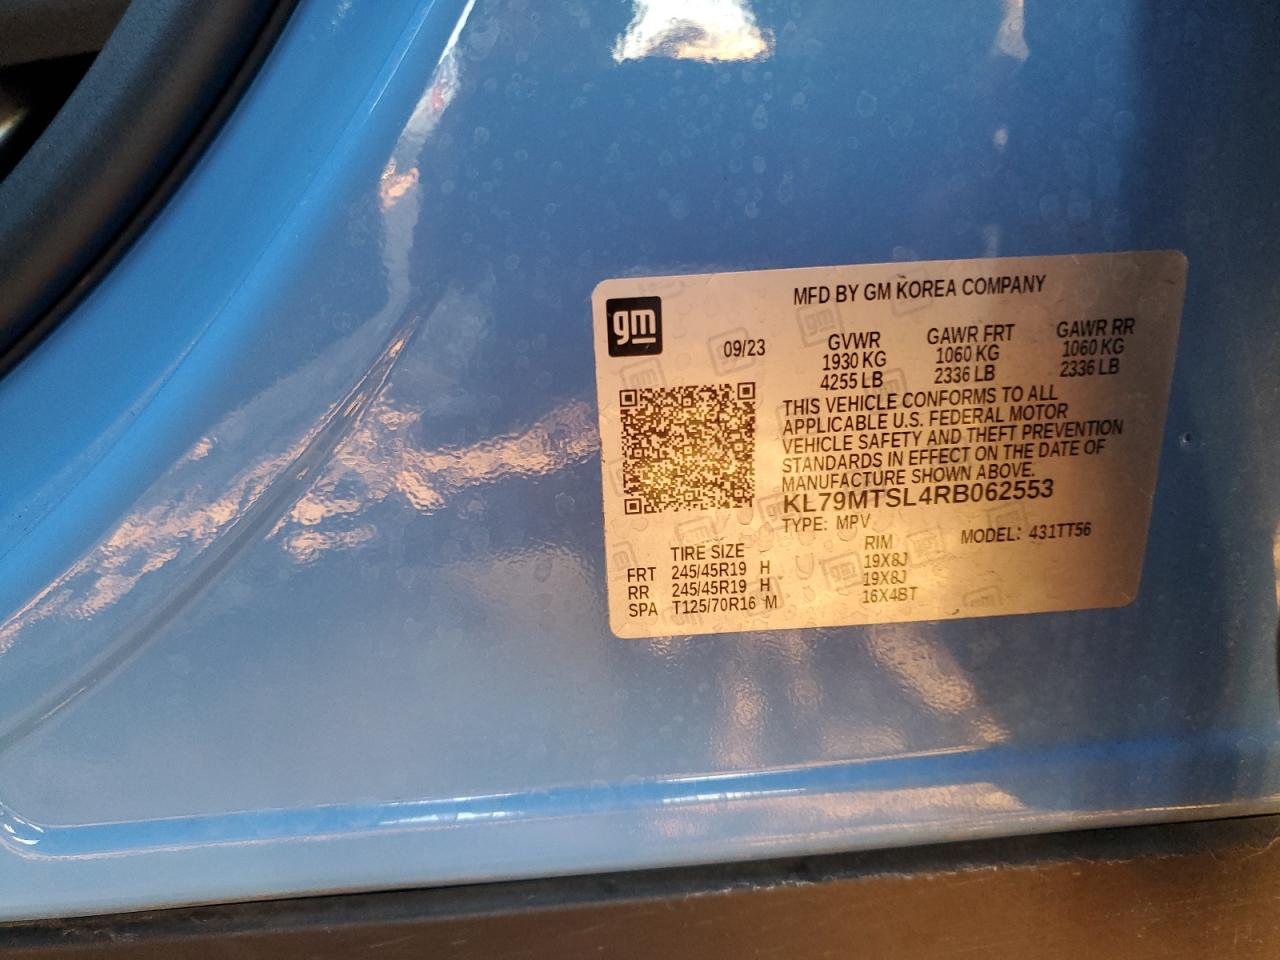 gm
MFD BY GM KOREA COMPANY
09/23
GVWR GAWR FRT GAWR RR
1930 KG 1060 KG 1060 KG
4255 LB 2336 LB 2336 LB
THIS VEHICLE CONFORMS TO ALL
APPLICABLE U.S. FEDERAL MOTOR
VEHICLE SAFETY AND THEFT PREVENTION
STANDARDS IN EFFECT ON THE DATE OF
MANUFACTURE SHOWN ABOVE.
KL79MTSL4RB062553
TYPE: MPV MODEL: 431TT56
TIRE SIZE RIM
FRT 245/45R19 H 19X8J
RR 245/45R19 H 19X8J
SPA T125/70R16 M 16X4BT